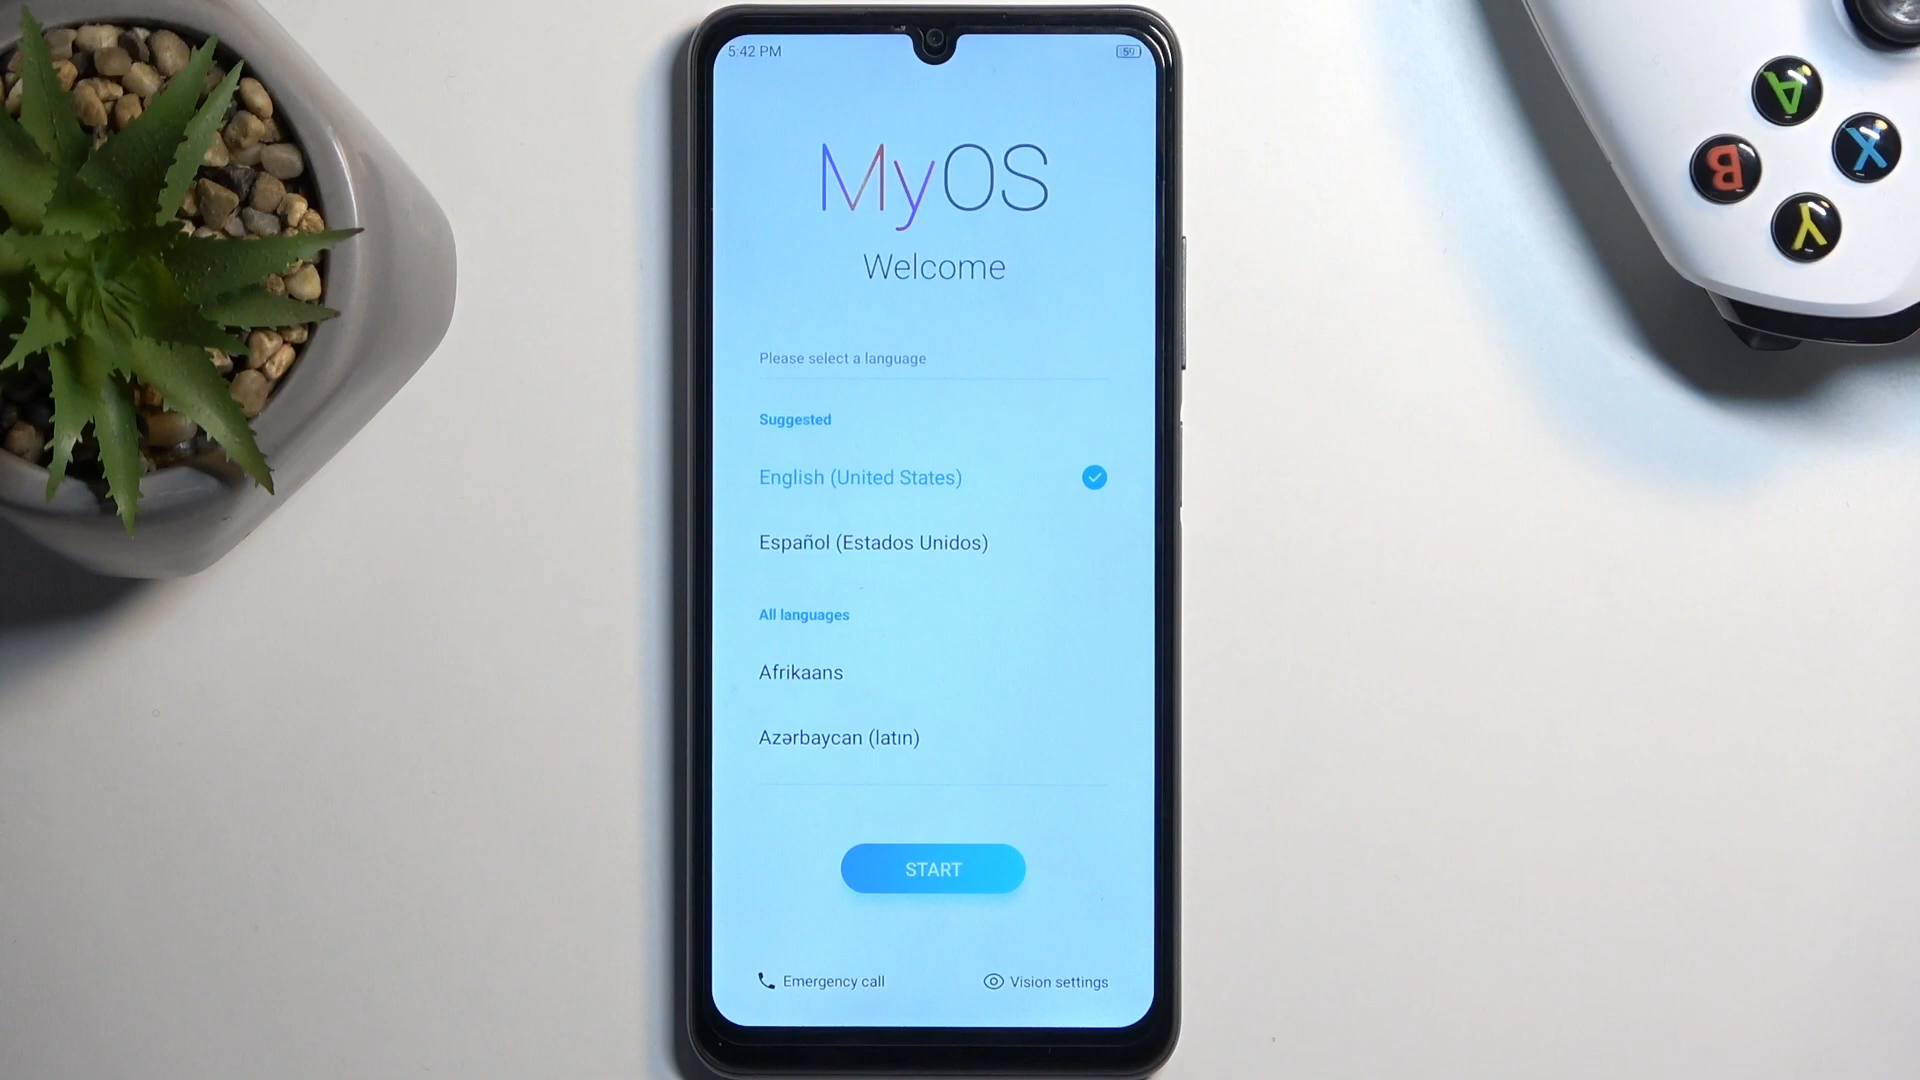 5:42 PM
59
MyOS
Welcome
Please select a language
Suggested
English (United States)
Español (Estados Unidos)
All languages
Afrikaans
Azərbaycan (latın)
START
Emergency call
Vision settings
A
B
X
Y